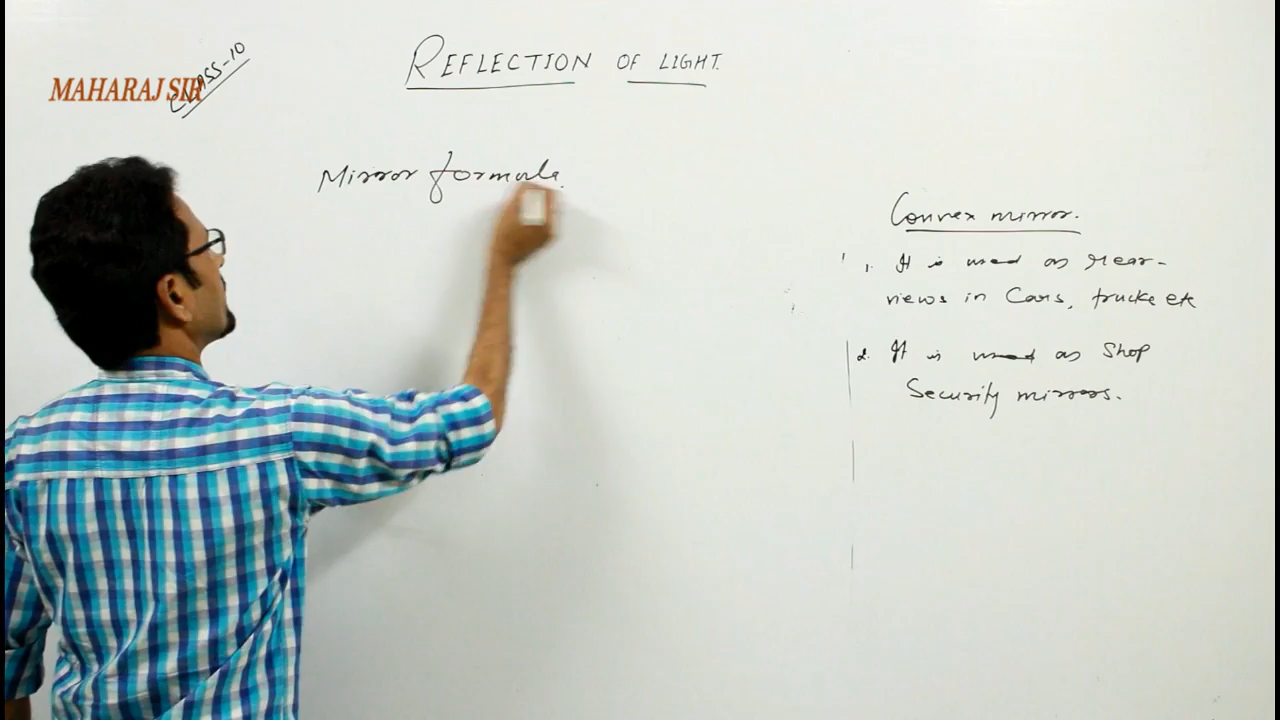 MAHARAJ SIR
CLASS-10
REFLECTION OF LIGHT.
Mirror formula
Convex mirror.
1. It is used as rear-
views in Cars, trucks etc
2. It is used as Shop
Security mirrors.